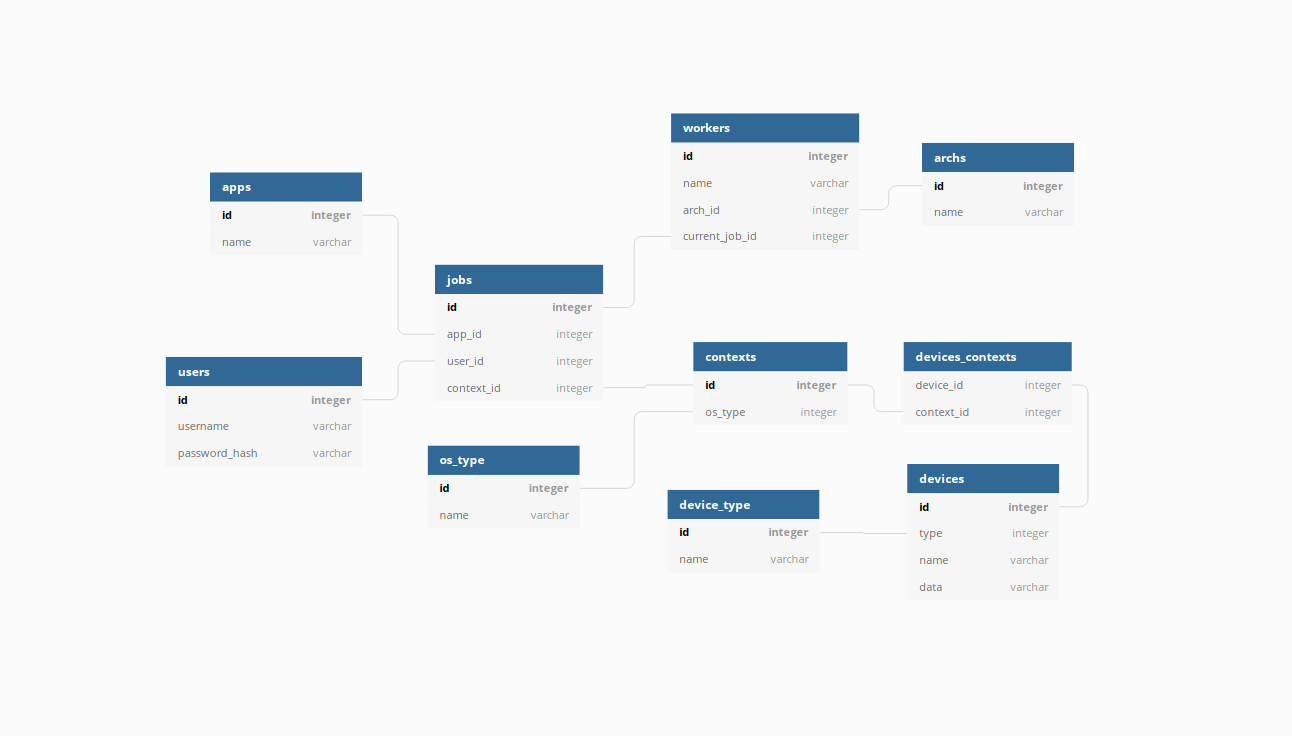 workers
id integer
name varchar
arch_id integer
current_job_id integer
archs
id integer
name varchar
apps
id integer
name varchar
jobs
id integer
app_id integer
user_id integer
context_id integer
users
id integer
username varchar
password_hash varchar
contexts
id integer
os_type integer
devices_contexts
device_id integer
context_id integer
os_type
id integer
name varchar
device_type
id integer
name varchar
devices
id integer
type integer
name varchar
data varchar